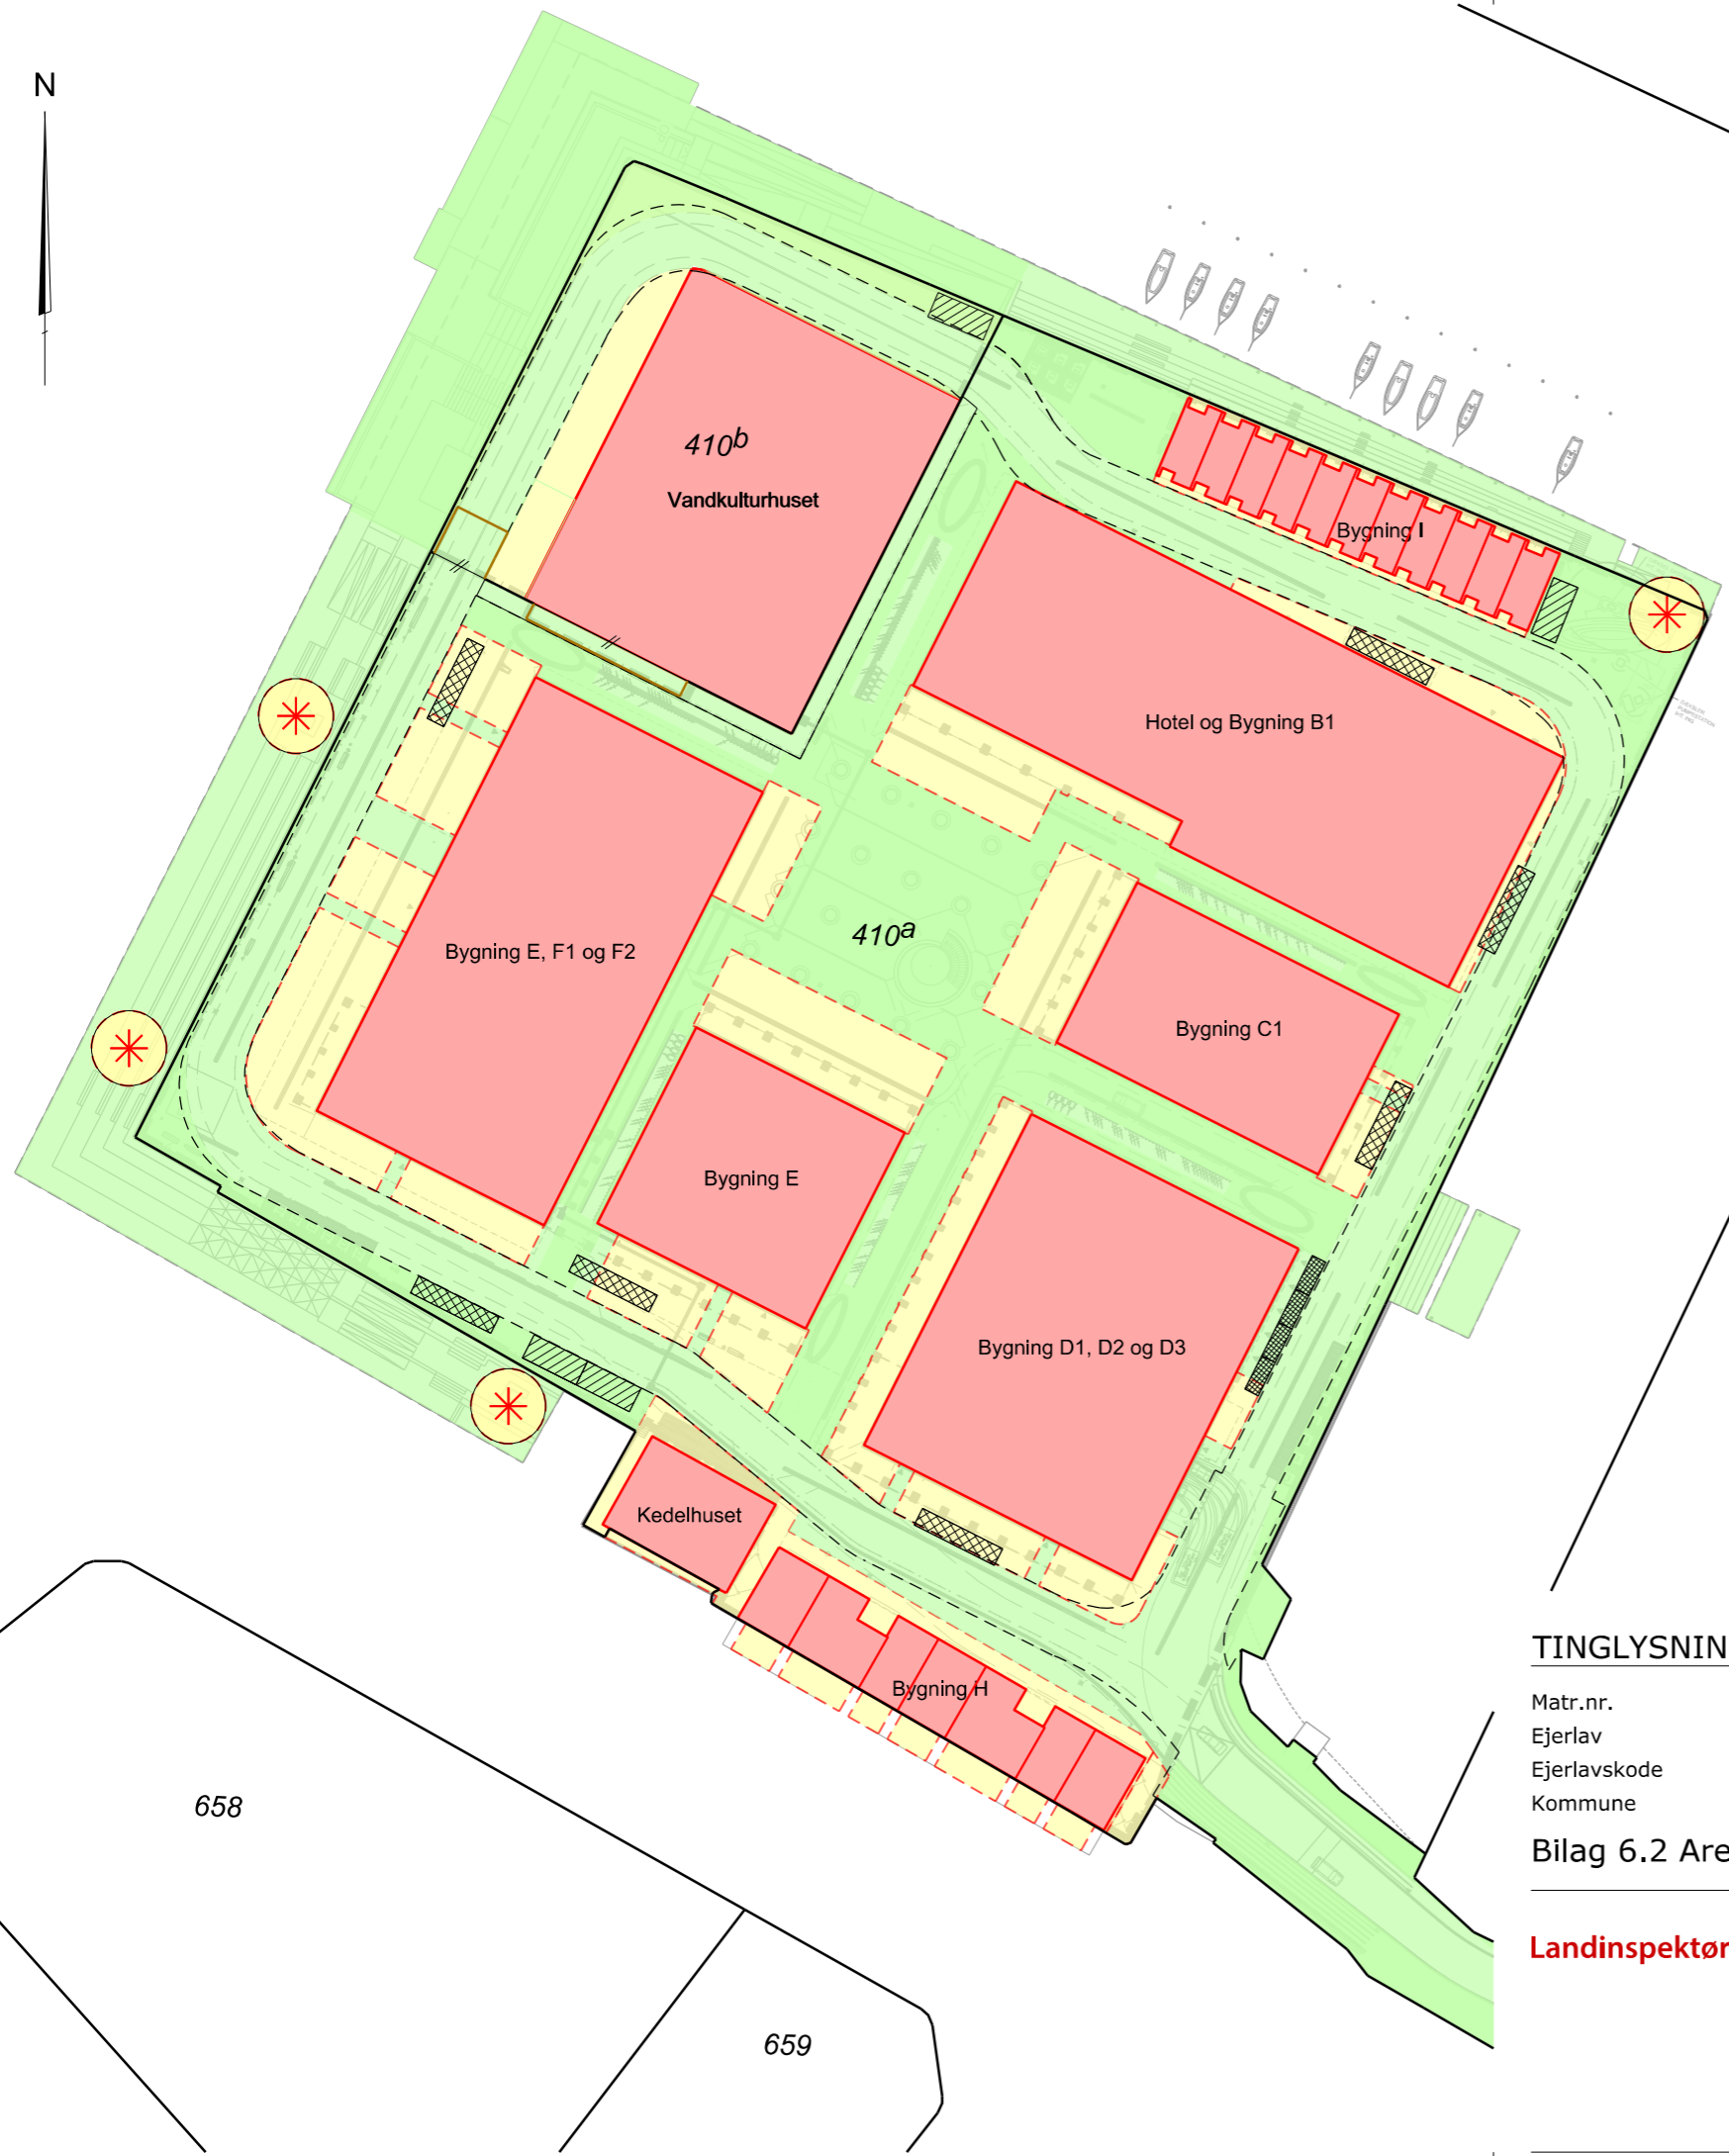 N
410b
Vandkulturhuset
Bygning I
Hotel og Bygning B1
410a
Bygning E, F1 og F2
Bygning C1
Bygning E
Bygning D1, D2 og D3
Kedelhuset
Bygning H
658
659
TINGLYSNIN
Matr.nr.
Ejerlav
Ejerlavskode
Kommune
Bilag 6.2 Are
Landinspektør